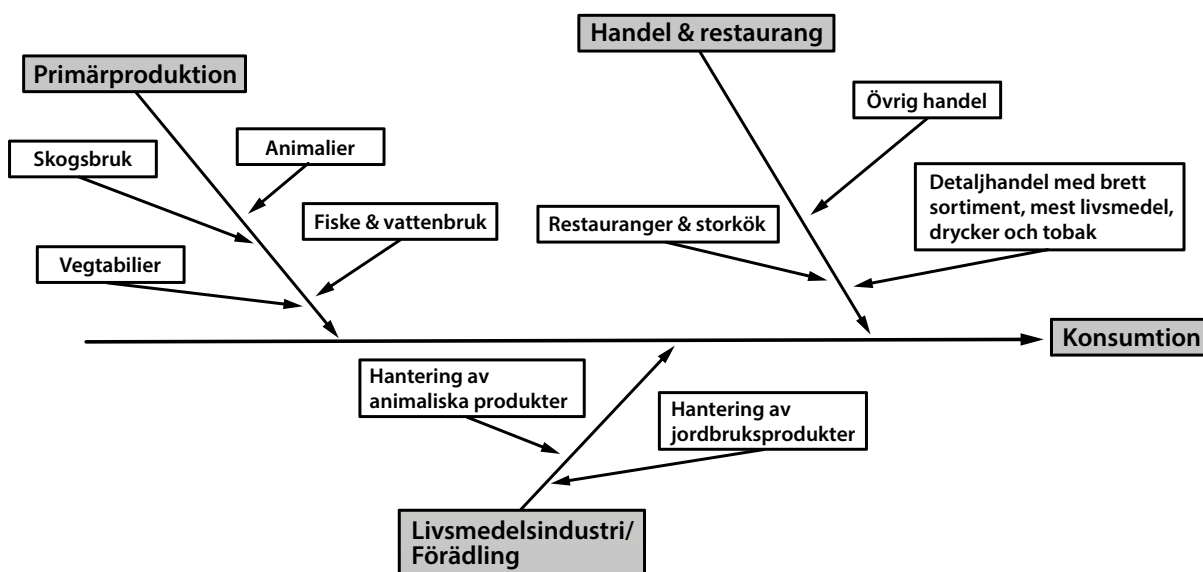 Handel & restaurang
Primärproduktion
Övrig handel
Animalier
Skogsbruk
Detaljhandel med brett
sortiment, mest livsmedel,
drycker och tobak
Fiske & vattenbruk
Restauranger & storkök
Vegtabilier
Konsumtion
Hantering av
animaliska produkter
Hantering av
jordbruksprodukter
Livsmedelsindustri/
Förädling